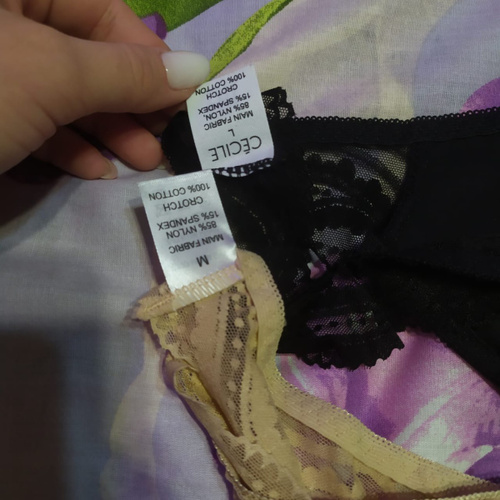 CÉCILE
L
MAIN FABRIC
85% NYLON,
15% SPANDEX
CROTCH
100% COTTON
M
MAIN FABRIC
85% NYLON
15% SPANDEX
CROTCH
100% COTTON